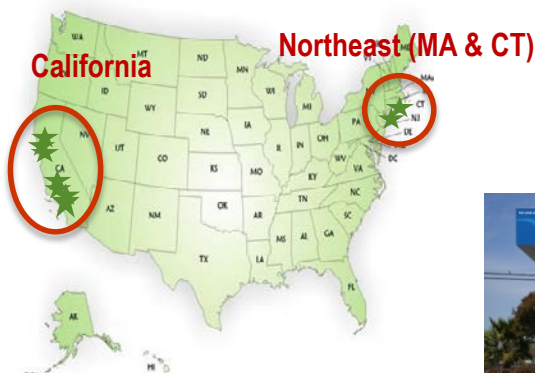 California
Northeast (MA & CT)
WA
MT
ND
MN
ID
WY
SD
WI
MI
NV
UT
CO
NE
IA
IL
IN
OH
PA
MA
CT
NJ
DE
DC
CA
KS
MO
KY
WV
VA
AZ
NM
OK
AR
TN
NC
SC
TX
LA
MS
AL
GA
FL
AK
HI